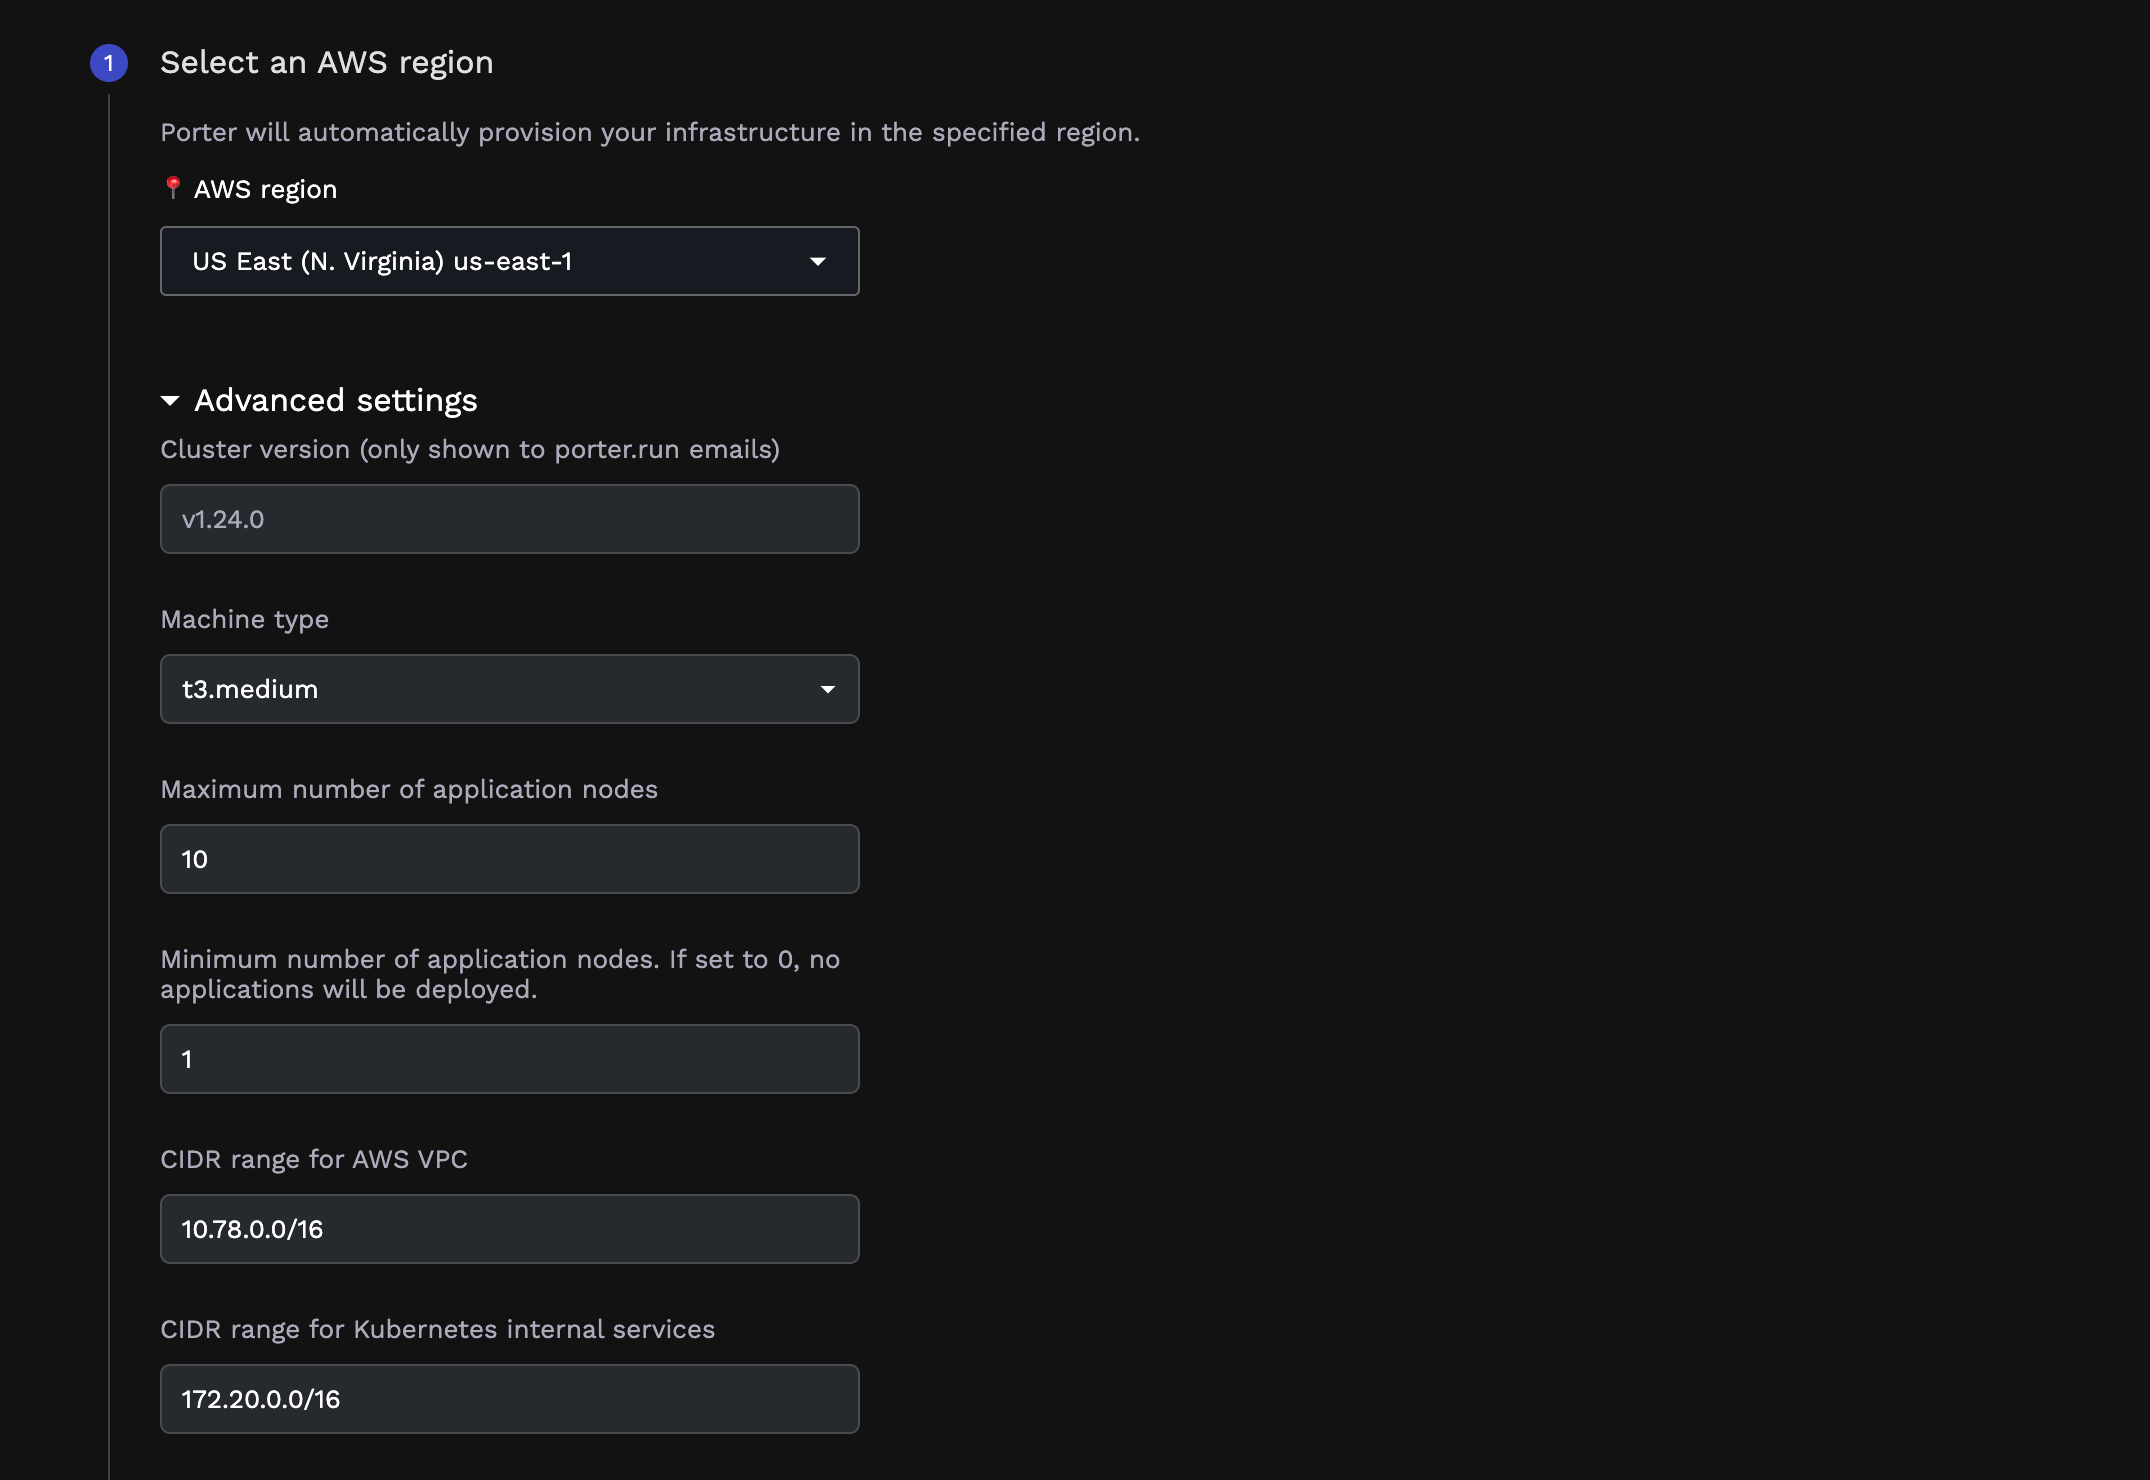 1
Select an AWS region
Porter will automatically provision your infrastructure in the specified region.
📍 AWS region
US East (N. Virginia) us-east-1
Advanced settings
Cluster version (only shown to porter.run emails)
v1.24.0
Machine type
t3.medium
Maximum number of application nodes
10
Minimum number of application nodes. If set to 0, no
applications will be deployed.
1
CIDR range for AWS VPC
10.78.0.0/16
CIDR range for Kubernetes internal services
172.20.0.0/16